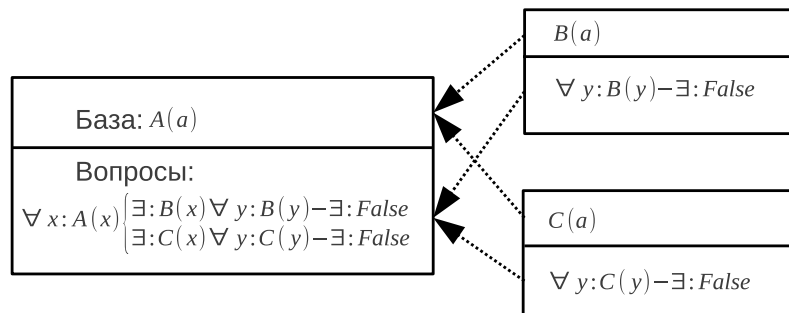 База: A(a)
Вопросы:
∀ x:A(x){∃:B(x)∀ y:B(y)−∃:False
∃:C(x)∀ y:C(y)−∃:False
B(a)
∀ y:B(y)−∃:False
C(a)
∀ y:C(y)−∃:False